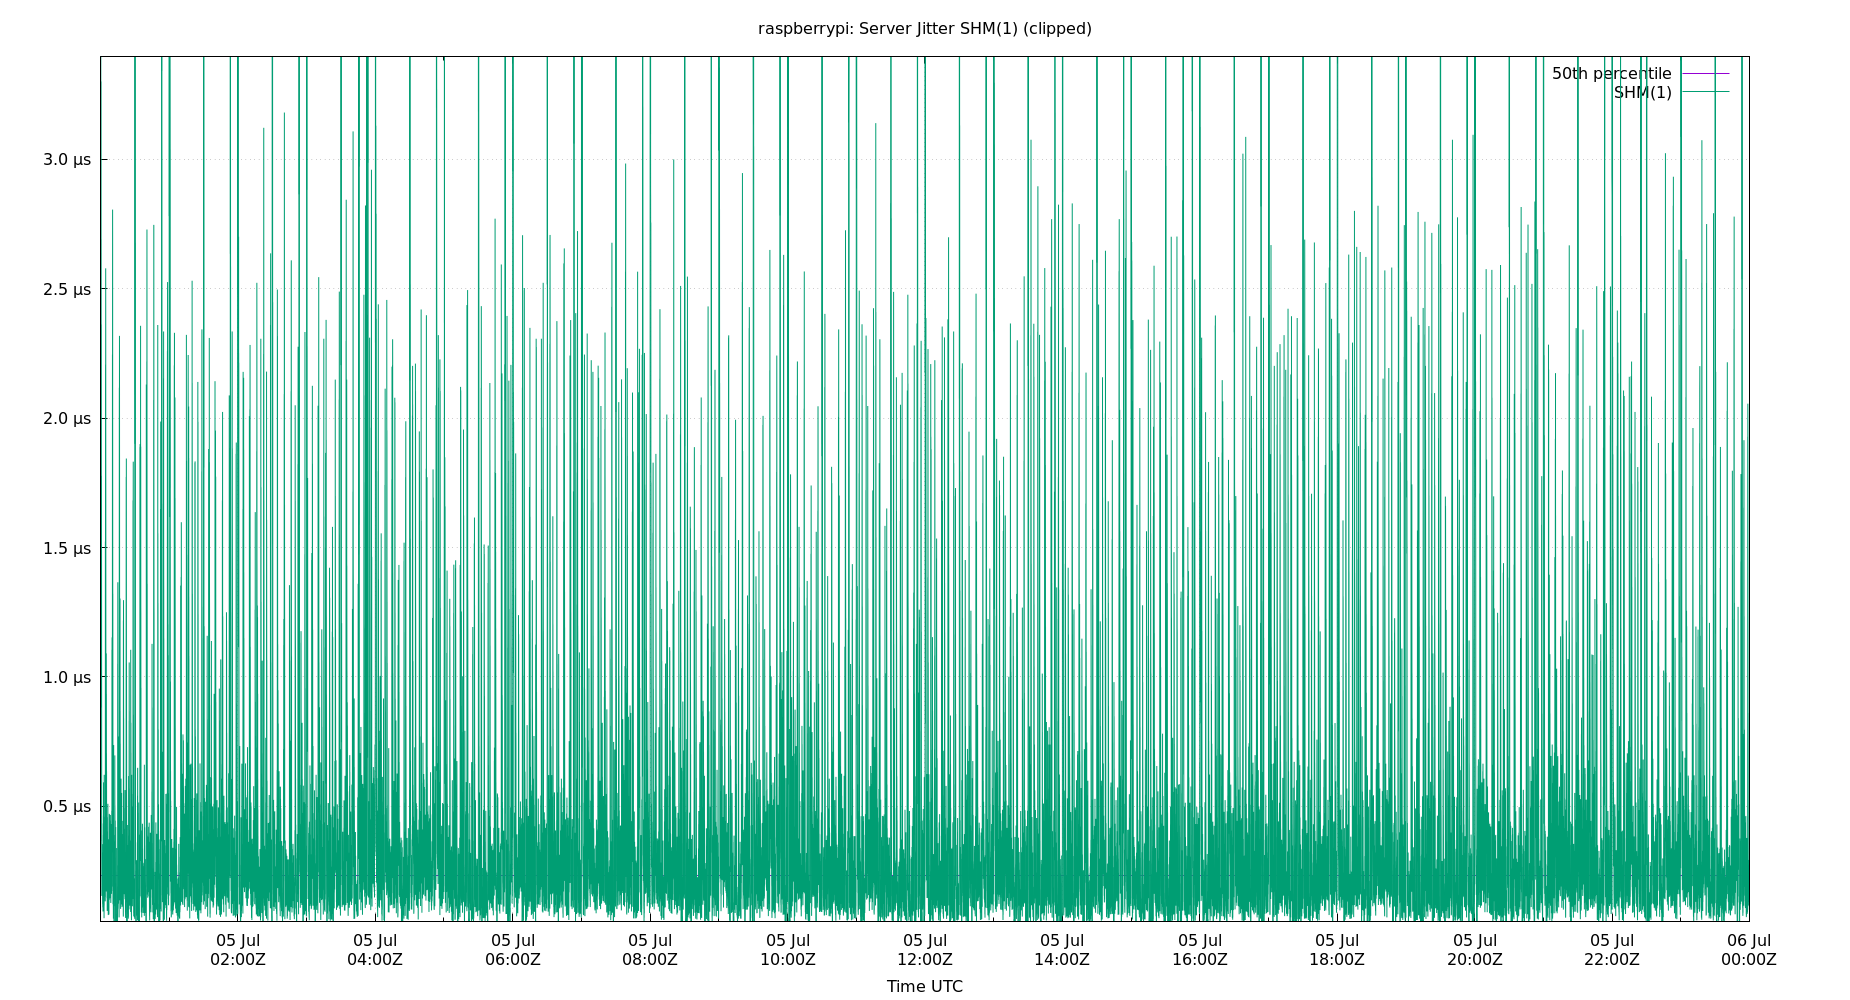 raspberrypi: Server Jitter SHM(1) (clipped)
50th percentile
SHM(1)
3.0 µs
2.5 µs
2.0 µs
1.5 µs
1.0 µs
0.5 µs
05 Jul 05 Jul 05 Jul 05 Jul 05 Jul 05 Jul 05 Jul 05 Jul 05 Jul 05 Jul 05 Jul 06 Jul
02:00Z 04:00Z 06:00Z 08:00Z 10:00Z 12:00Z 14:00Z 16:00Z 18:00Z 20:00Z 22:00Z 00:00Z
Time UTC